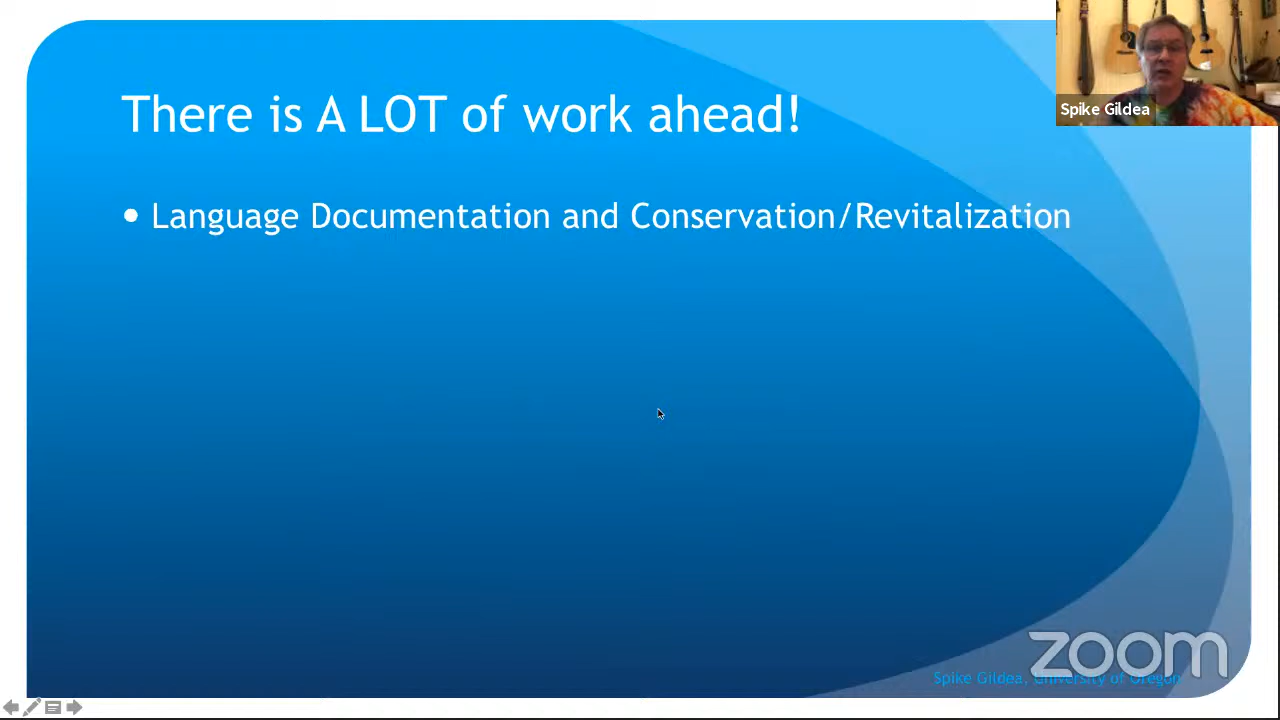 There is A LOT of work ahead!
• Language Documentation and Conservation/Revitalization
Spike Gildea
zoom
Spike Gildea, University of Oregon